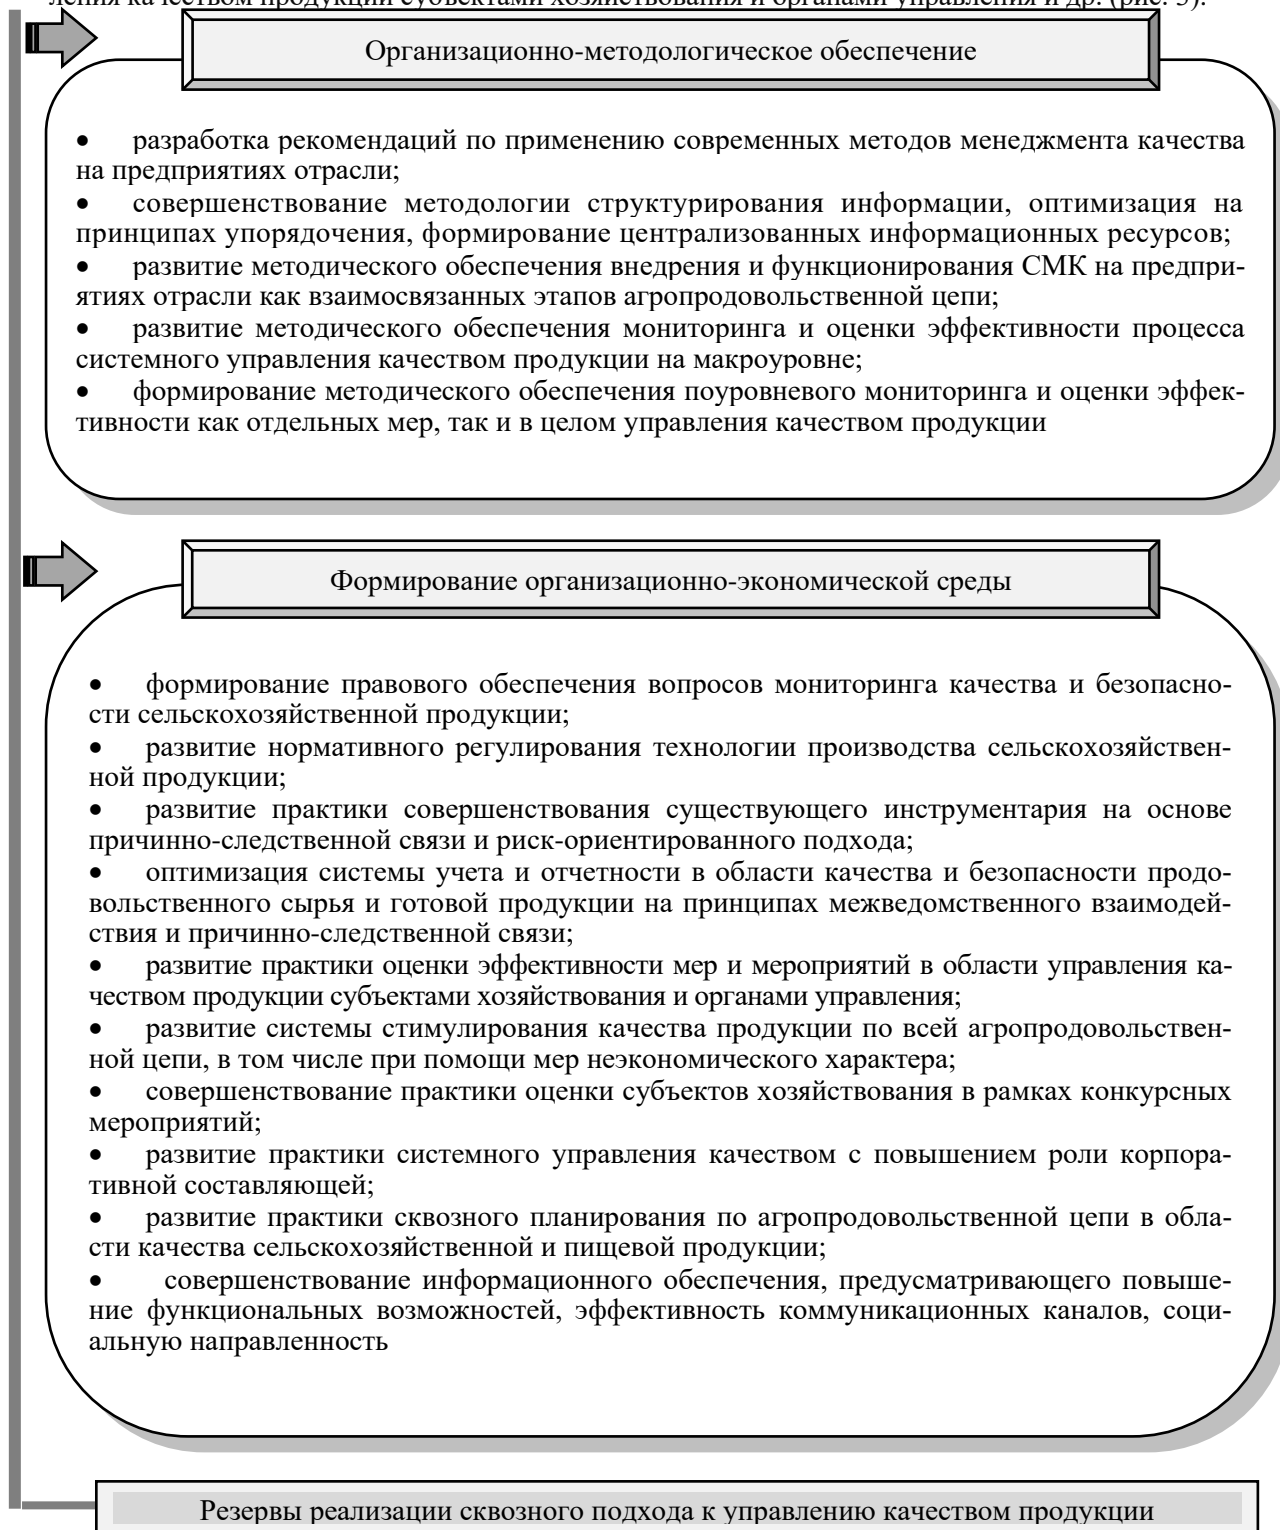 ления качеством продукции субъектами хозяйствования и органами управления и др. (рис. 3).
Организационно-методологическое обеспечение
• разработка рекомендаций по применению современных методов менеджмента качества
на предприятиях отрасли;
• совершенствование методологии структурирования информации, оптимизация на
принципах упорядочения, формирование централизованных информационных ресурсов;
• развитие методического обеспечения внедрения и функционирования СМК на предпри-
ятиях отрасли как взаимосвязанных этапов агропродовольственной цепи;
• развитие методического обеспечения мониторинга и оценки эффективности процесса
системного управления качеством продукции на макроуровне;
• формирование методического обеспечения поуровневого мониторинга и оценки эффек-
тивности как отдельных мер, так и в целом управления качеством продукции
Формирование организационно-экономической среды
• формирование правового обеспечения вопросов мониторинга качества и безопасно-
сти сельскохозяйственной продукции;
• развитие нормативного регулирования технологии производства сельскохозяйствен-
ной продукции;
• развитие практики совершенствования существующего инструментария на основе
причинно-следственной связи и риск-ориентированного подхода;
• оптимизация системы учета и отчетности в области качества и безопасности продо-
вольственного сырья и готовой продукции на принципах межведомственного взаимодей-
ствия и причинно-следственной связи;
• развитие практики оценки эффективности мер и мероприятий в области управления ка-
чеством продукции субъектами хозяйствования и органами управления;
• развитие системы стимулирования качества продукции по всей агропродовольствен-
ной цепи, в том числе при помощи мер неэкономического характера;
• совершенствование практики оценки субъектов хозяйствования в рамках конкурсных
мероприятий;
• развитие практики системного управления качеством с повышением роли корпора-
тивной составляющей;
• развитие практики сквозного планирования по агропродовольственной цепи в обла-
сти качества сельскохозяйственной и пищевой продукции;
• совершенствование информационного обеспечения, предусматривающего повыше-
ние функциональных возможностей, эффективность коммуникационных каналов, соци-
альную направленность
Резервы реализации сквозного подхода к управлению качеством продукции